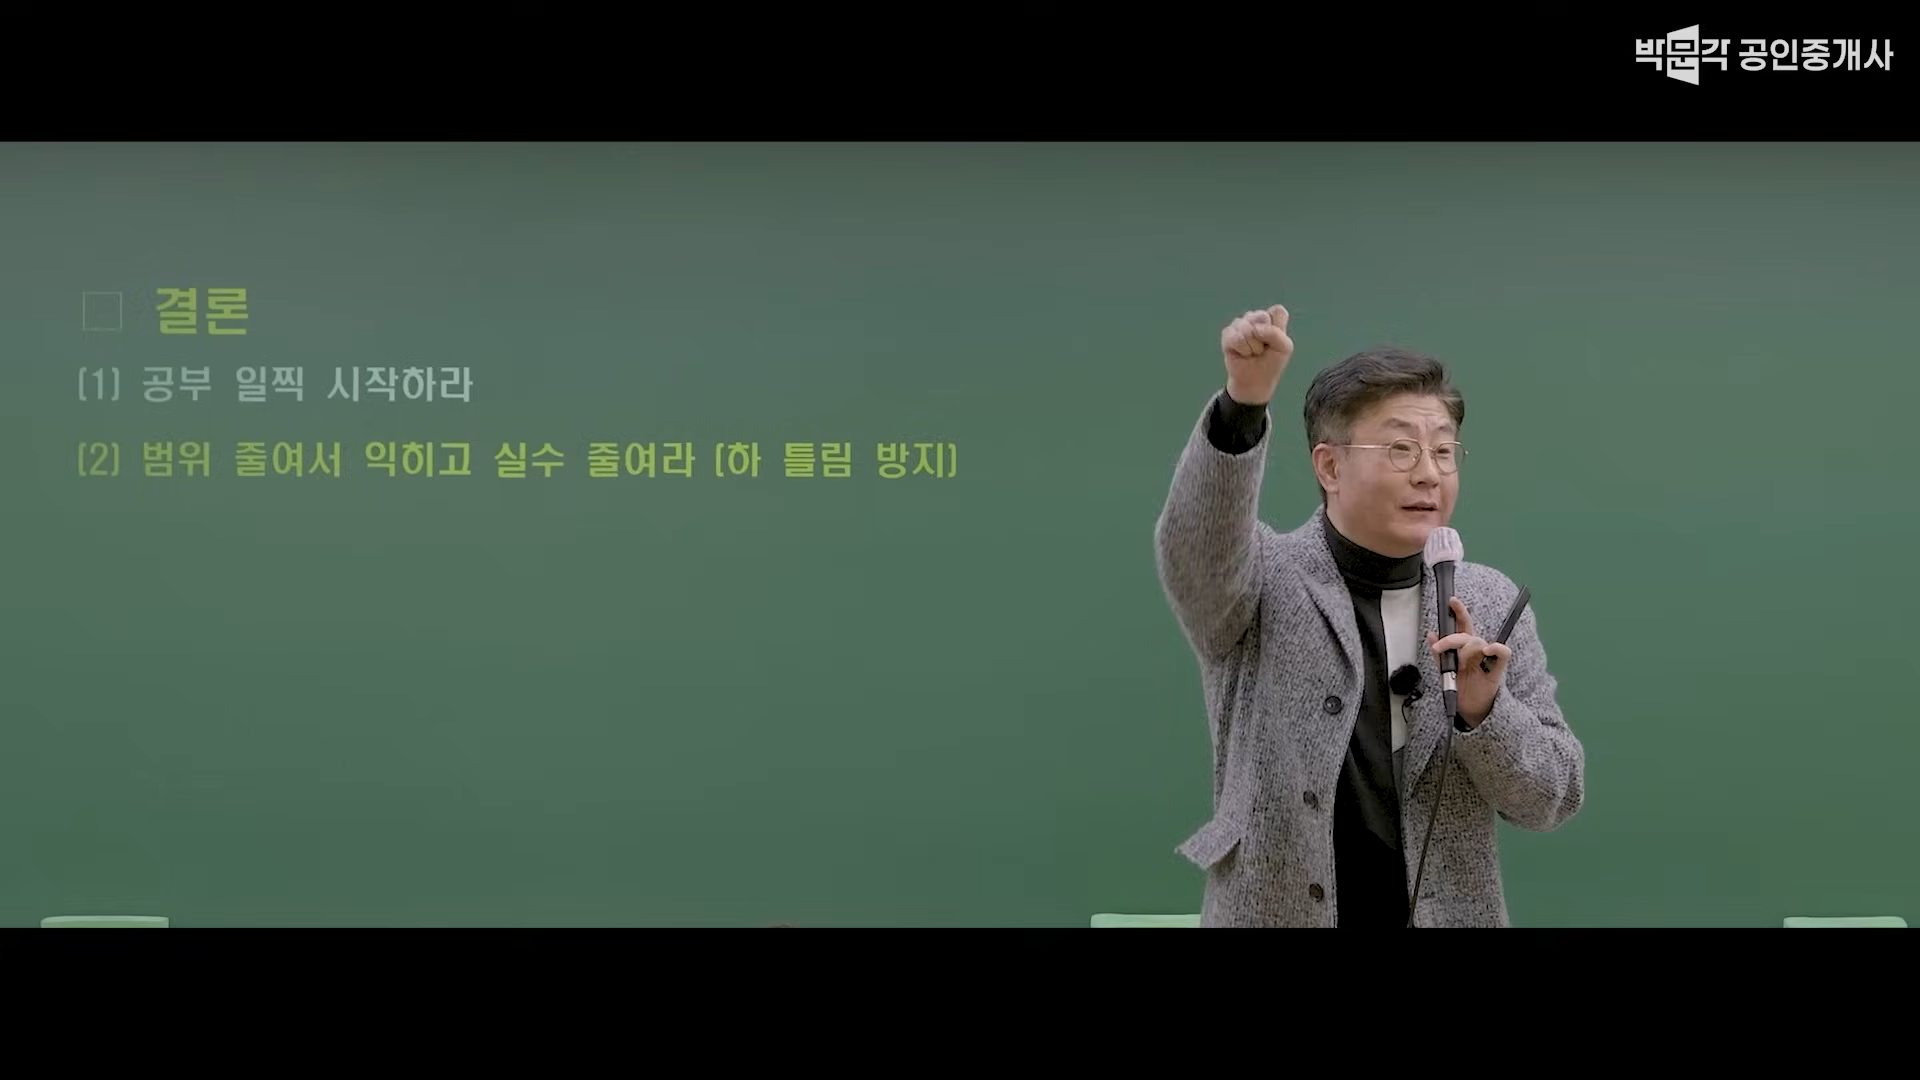 박문각 공인중개사
□ 결론
(1) 공부 일찍 시작하라
(2) 범위 줄여서 익히고 실수 줄여라 (하 틀림 방지)